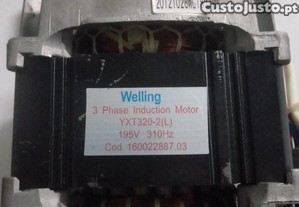 CustoJusto.pt
Welling
3 Phase Induction Motor
YXT320-2(L)
195V 310Hz
Cod. 160022887.03